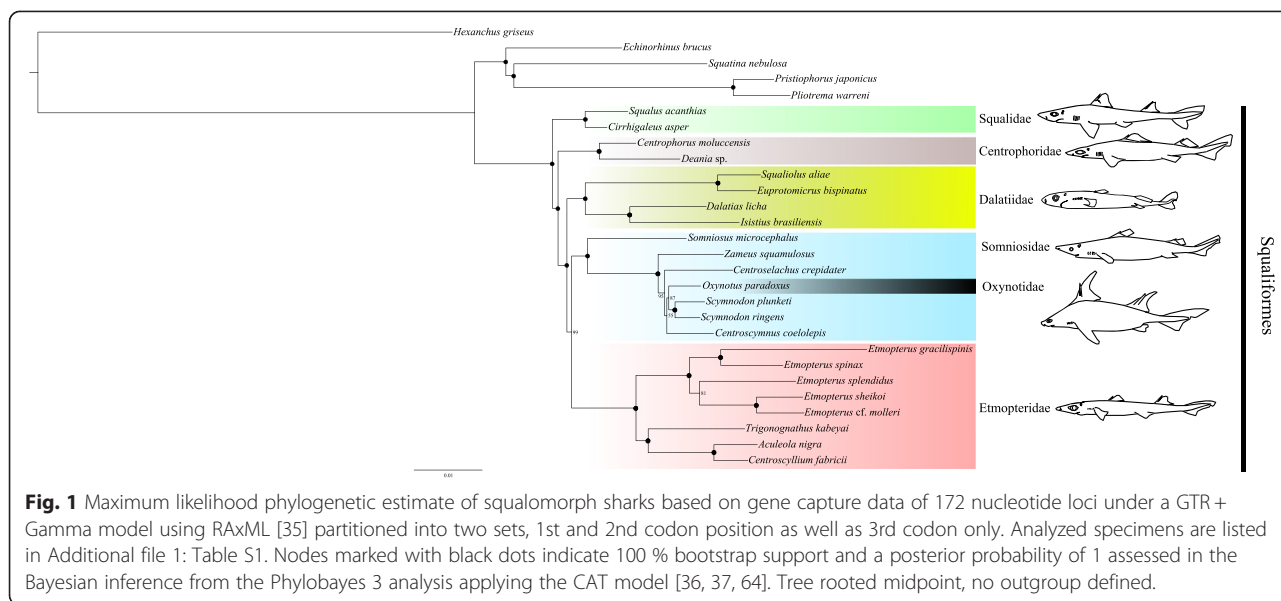 Hexanchus griseus
Echinorhinus brucus
Squatina nebulosa
Pristiophorus japonicus
Pliotrema warreni
Squalus acanthias
Squalidae
Cirrhigaleus asper
Centrophorus moluccensis
Centrophoridae
Deania sp.
Squaliolus aliae
Euprotomicrus bispinatus
Dalatiidae
Dalatias licha
Isistius brasiliensis
Somniosus microcephalus
Somniosidae
Zameus squamulosus
Centroselachus crepidater
Oxynotus paradoxus
Oxynotidae
Scymnodon plunketi
Scymnodon ringens
99
Centroscymnus coelolepis
Etmopterus gracilispinis
Etmopterus spinax
Etmopterus splendidus
81
Etmopterus sheikoi
Etmopteridae
Etmopterus cf. molleri
Trigonognathus kabeyai
Aculeola nigra
Centroscyllium fabricii
Squaliformes
0.01
Fig. 1 Maximum likelihood phylogenetic estimate of squalomorph sharks based on gene capture data of 172 nucleotide loci under a GTR +
Gamma model using RAxML [35] partitioned into two sets, 1st and 2nd codon position as well as 3rd codon only. Analyzed specimens are listed
in Additional file 1: Table S1. Nodes marked with black dots indicate 100 % bootstrap support and a posterior probability of 1 assessed in the
Bayesian inference from the Phylobayes 3 analysis applying the CAT model [36, 37, 64]. Tree rooted midpoint, no outgroup defined.